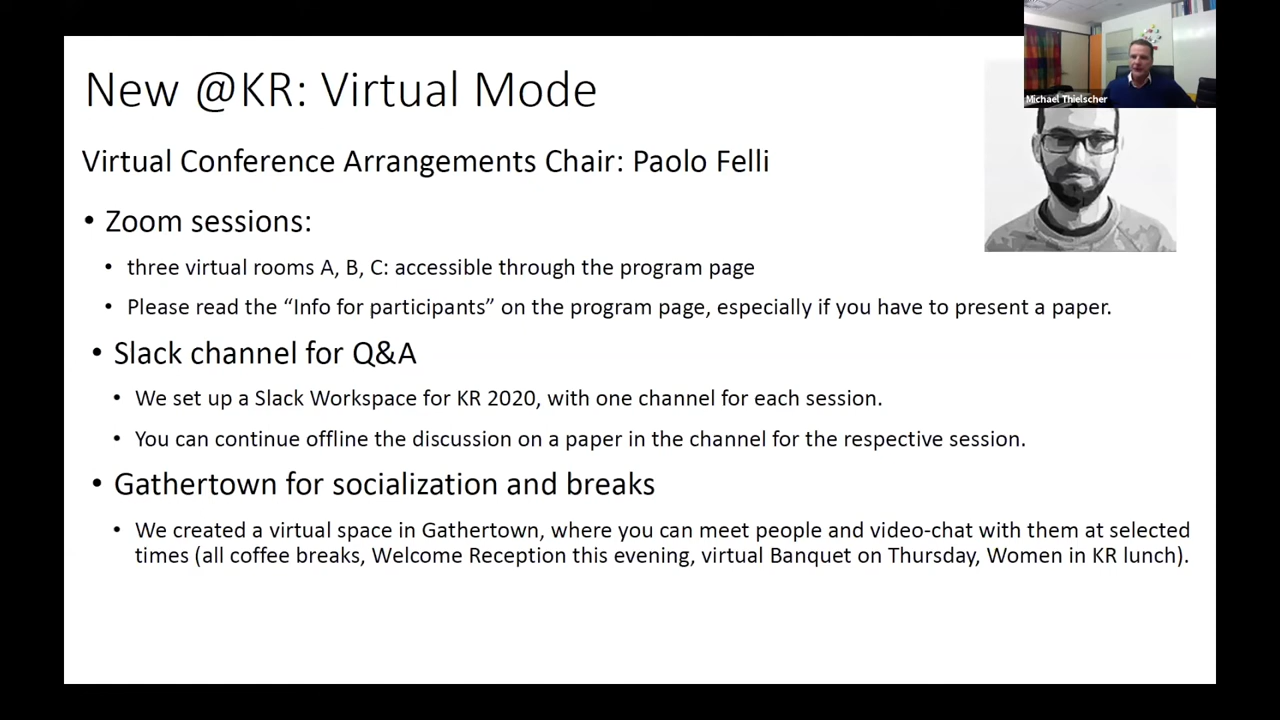 New @KR: Virtual Mode
Michael Thielscher
Virtual Conference Arrangements Chair: Paolo Felli
• Zoom sessions:
• three virtual rooms A, B, C: accessible through the program page
• Please read the “Info for participants” on the program page, especially if you have to present a paper.
• Slack channel for Q&A
• We set up a Slack Workspace for KR 2020, with one channel for each session.
• You can continue offline the discussion on a paper in the channel for the respective session.
• Gathertown for socialization and breaks
• We created a virtual space in Gathertown, where you can meet people and video-chat with them at selected
times (all coffee breaks, Welcome Reception this evening, virtual Banquet on Thursday, Women in KR lunch).